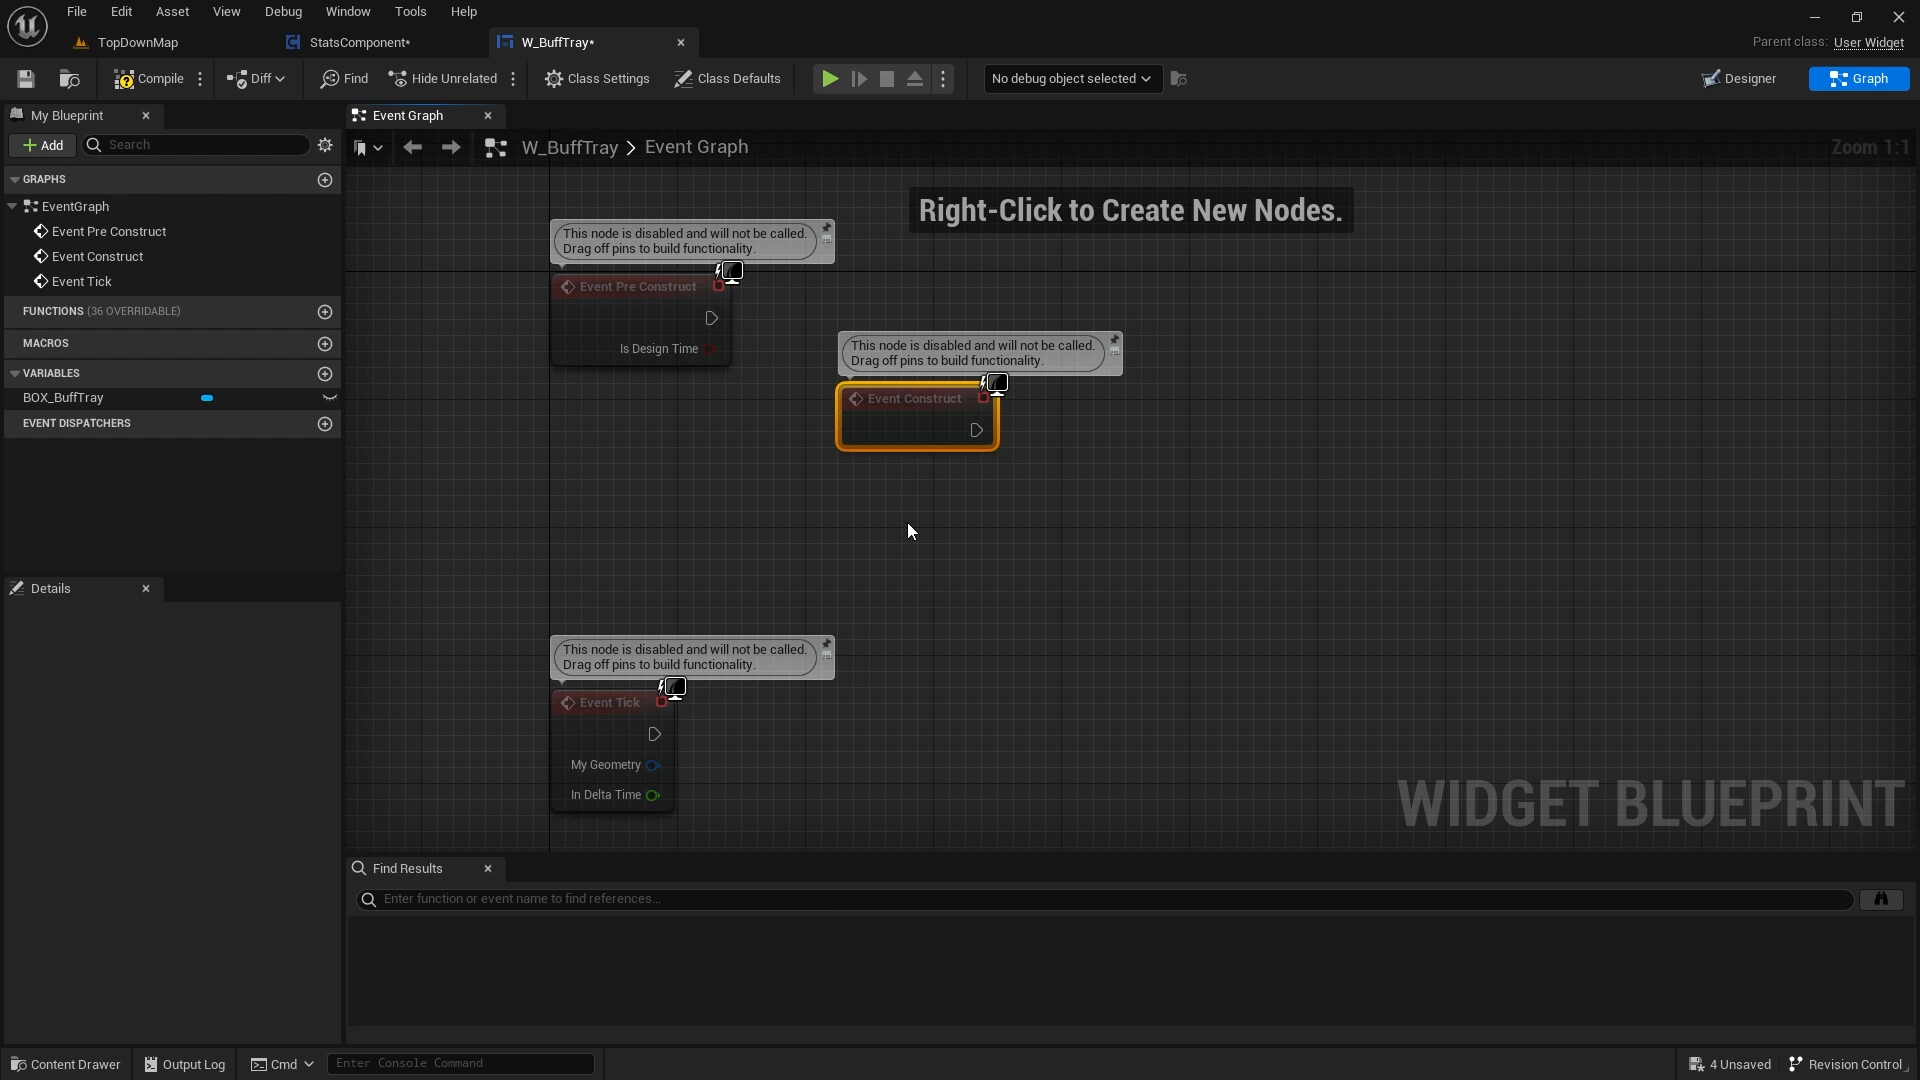 File Edit Asset View Debug Window Tools Help
TopDownMap StatsComponent* W_BuffTray*
Parent class: User Widget
Compile Diff Find Hide Unrelated Class Settings Class Defaults No debug object selected Designer Graph
My Blueprint Event Graph
Add Search
W_BuffTray > Event Graph Zoom 1:1
GRAPHS
EventGraph
Event Pre Construct
Event Construct
Event Tick
FUNCTIONS (36 OVERRIDABLE)
MACROS
VARIABLES
BOX_BuffTray
EVENT DISPATCHERS
Details
Right-Click to Create New Nodes.
This node is disabled and will not be called.
Drag off pins to build functionality.
Event Pre Construct
Is Design Time
This node is disabled and will not be called.
Drag off pins to build functionality.
Event Construct
This node is disabled and will not be called.
Drag off pins to build functionality.
Event Tick
My Geometry
In Delta Time
WIDGET BLUEPRINT
Find Results
Enter function or event name to find references...
Content Drawer Output Log Cmd Enter Console Command 4 Unsaved Revision Control